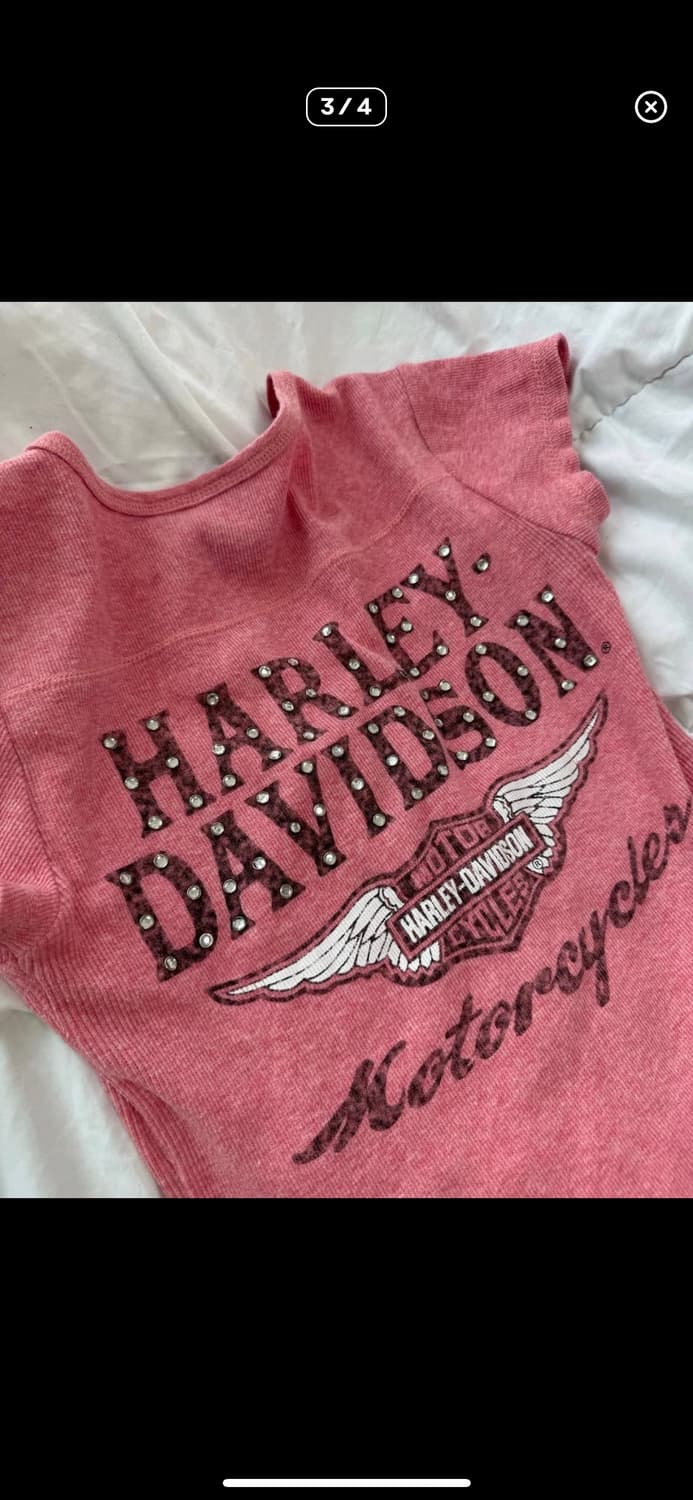 3/4
HARLEY-
DAVIDSON®
MOTOR
HARLEY-DAVIDSON
®
CYCLES
Motorcycles